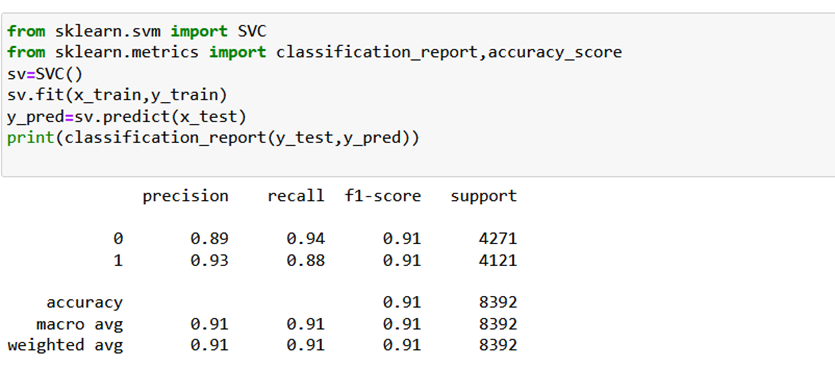 from sklearn.svm import SVC
from sklearn.metrics import classification_report,accuracy_score
sv=SVC()
sv.fit(x_train,y_train)
y_pred=sv.predict(x_test)
print(classification_report(y_test,y_pred))
precision recall f1-score support
0 0.89 0.94 0.91 4271
1 0.93 0.88 0.91 4121
accuracy 0.91 8392
macro avg 0.91 0.91 0.91 8392
weighted avg 0.91 0.91 0.91 8392